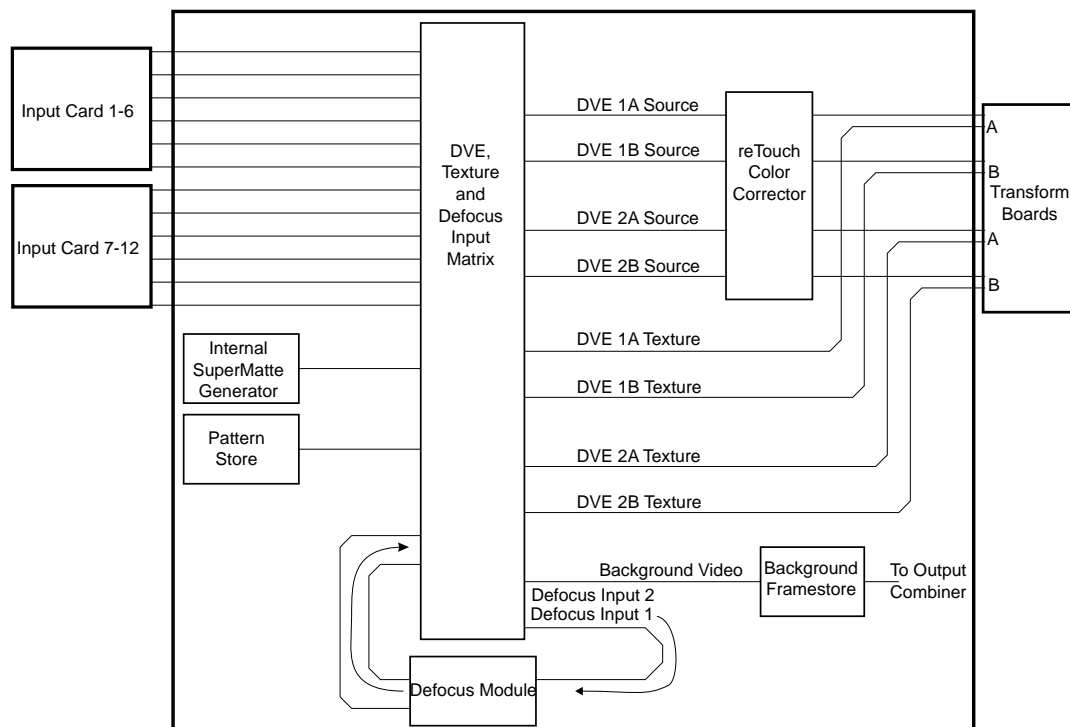 Input Card 1-6
Input Card 7-12
Internal
SuperMatte
Generator
Pattern
Store
DVE,
Texture
and
Defocus
Input
Matrix
DVE 1A Source
DVE 1B Source
DVE 2A Source
DVE 2B Source
reTouch
Color
Corrector
A
B
A
B
Transform
Boards
DVE 1A Texture
DVE 1B Texture
DVE 2A Texture
DVE 2B Texture
Background Video
Background
Framestore
To Output
Combiner
Defocus Input 2
Defocus Input 1
Defocus Module